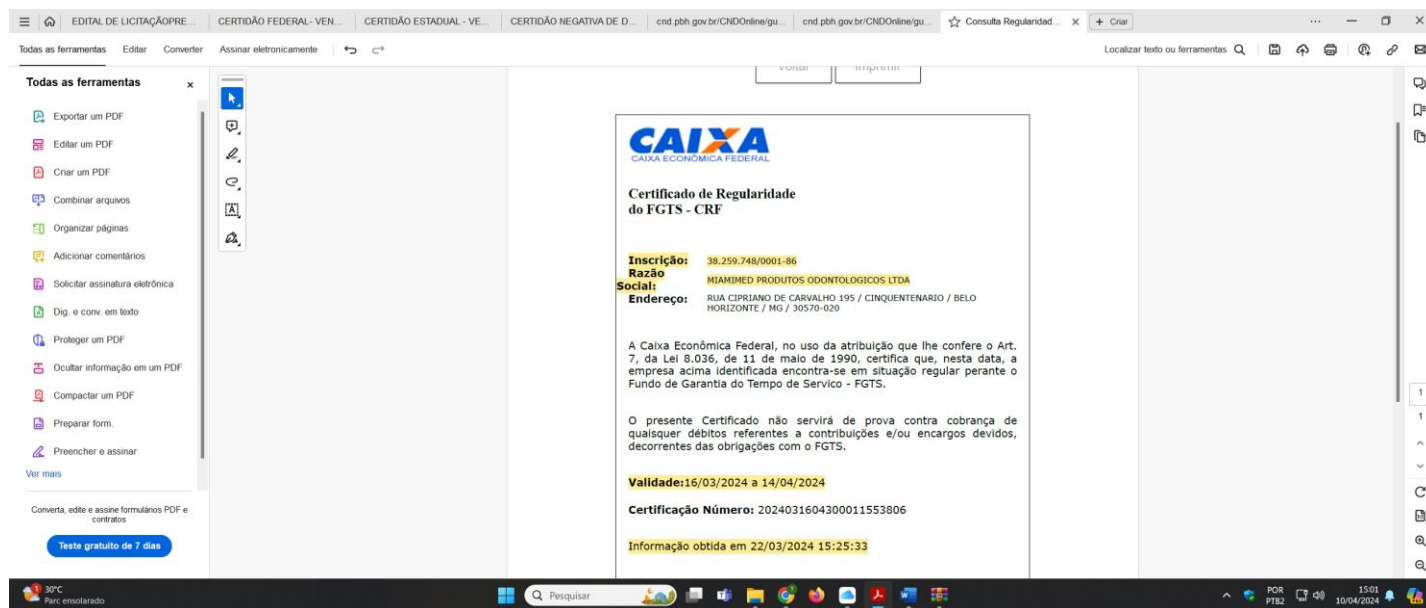 EDITAL DE LICITAÇÃOPRE...
CERTIDÃO FEDERAL- VEN...
CERTIDÃO ESTADUAL - VE...
CERTIDÃO NEGATIVA DE D...
cnd.pbh.gov.br/CNDOnline/gu...
cnd.pbh.gov.br/CNDOnline/gu...
Consulta Regularidad...
Criar
Todas as ferramentas
Editar
Converter
Assinar eletronicamente
Localizar texto ou ferramentas
Todas as ferramentas
Exportar um PDF
Editar um PDF
Criar um PDF
Combinar arquivos
Organizar páginas
Adicionar comentários
Solicitar assinatura eletrônica
Dig. e conv. em texto
Proteger um PDF
Ocultar informação em um PDF
Compactar um PDF
Preparar form.
Preencher e assinar
Ver mais
Converta, edite e assine formulários PDF e
contratos
Teste gratuito de 7 dias
Voltar
Imprimir
CAIXA
CAIXA ECONÔMICA FEDERAL
Certificado de Regularidade
do FGTS - CRF
Inscrição: 38.259.748/0001-86
Razão
Social: MIAMIMED PRODUTOS ODONTOLOGICOS LTDA
Endereço: RUA CIPRIANO DE CARVALHO 195 / CINQUENTENARIO / BELO
HORIZONTE / MG / 30570-020
A Caixa Econômica Federal, no uso da atribuição que lhe confere o Art.
7, da Lei 8.036, de 11 de maio de 1990, certifica que, nesta data, a
empresa acima identificada encontra-se em situação regular perante o
Fundo de Garantia do Tempo de Servico - FGTS.
O presente Certificado não servirá de prova contra cobrança de
quaisquer débitos referentes a contribuições e/ou encargos devidos,
decorrentes das obrigações com o FGTS.
Validade:16/03/2024 a 14/04/2024
Certificação Número: 2024031604300011553806
Informação obtida em 22/03/2024 15:25:33
1
1
1
30°C
Parc ensolarado
Pesquisar
POR
PTB2
15:01
10/04/2024